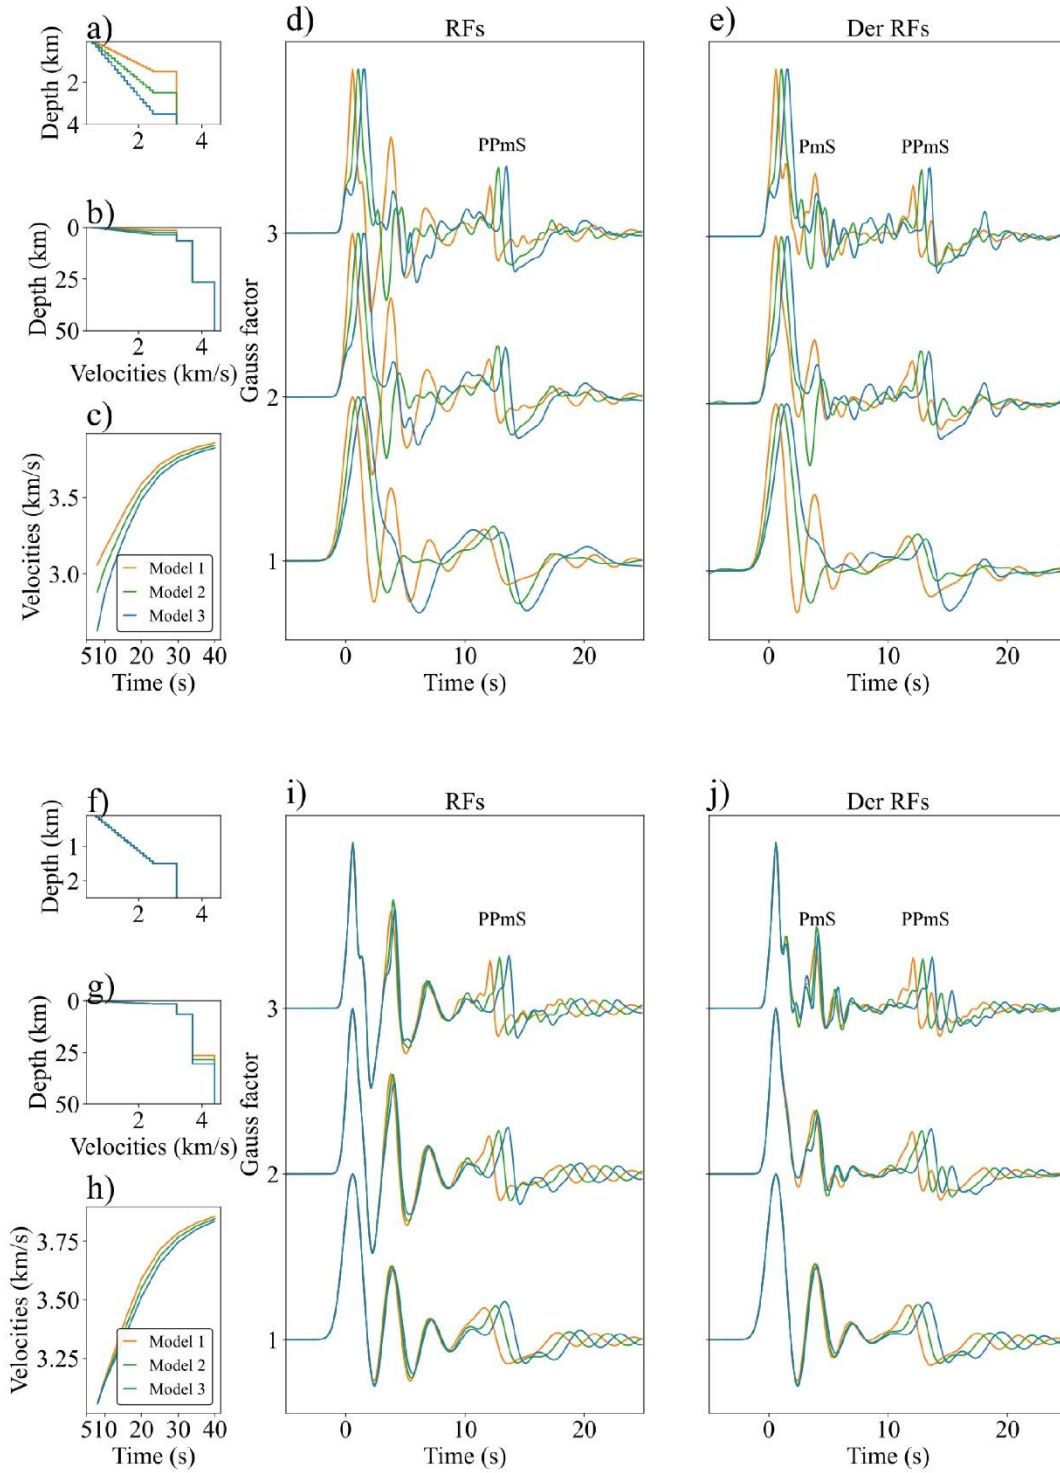 a)
Depth (km)
2
4
2
4
b)
Depth (km)
0
25
50
2
4
Velocities (km/s)
c)
Velocities (km/s)
3.5
3.0
Model 1
Model 2
Model 3
510 20 30 40
Time (s)
d)
RFs
PPmS
Gauss factor
3
2
1
0
10
20
Time (s)
e)
Der RFs
PmS
PPmS
0
10
20
Time (s)
f)
Depth (km)
1
2
2
4
g)
Depth (km)
0
25
50
2
4
Velocities (km/s)
h)
Velocities (km/s)
3.75
3.50
3.25
Model 1
Model 2
Model 3
510 20 30 40
Time (s)
i)
RFs
PPmS
Gauss factor
3
2
1
0
10
20
Time (s)
j)
Der RFs
PmS
PPmS
0
10
20
Time (s)